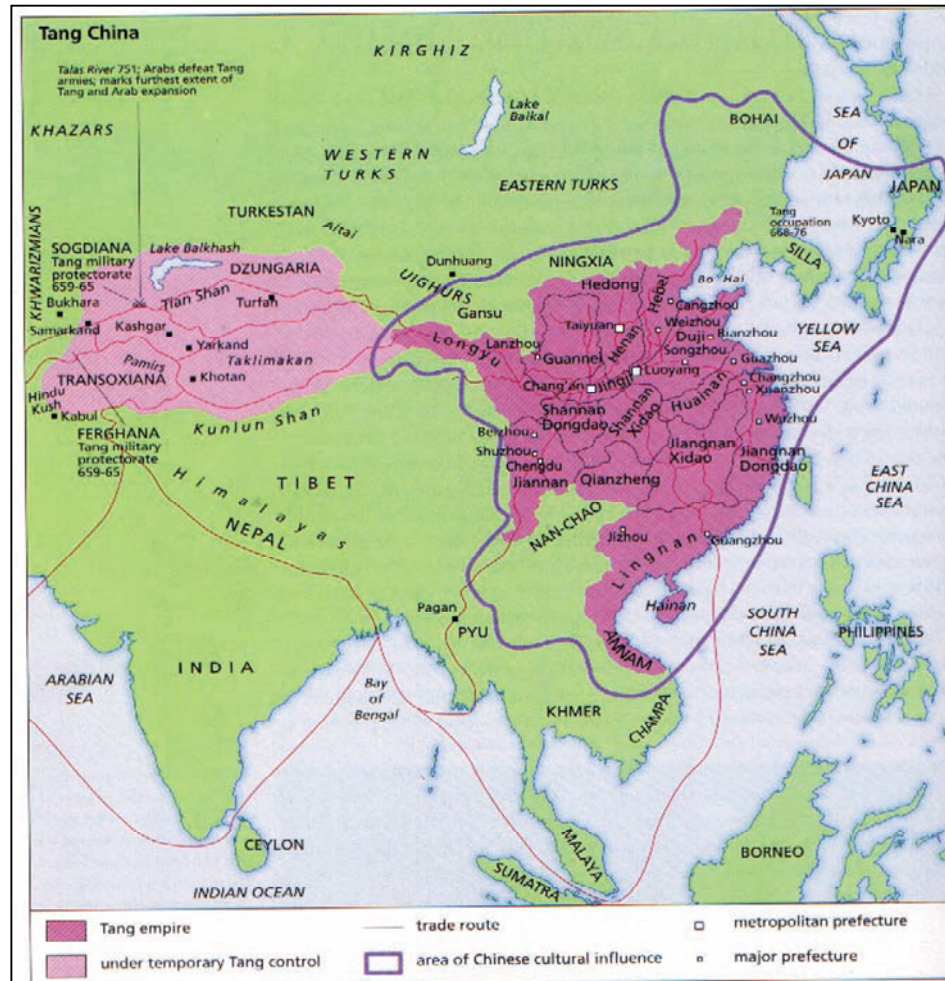 Tang China
Talas River 751; Arabs defeat Tang
armies; marks furthest extent of
Tang and Arab expansion
KIRGHIZ
Lake
Baikal
KHAZARS
WESTERN
TURKS
EASTERN TURKS
BOHAI
SEA
OF
JAPAN
JAPAN
Kyoto
Nara
Tang
occupation
668-76
SILLA
TURKESTAN
Altai
KHWARIZMIANS
SOGDIANA
Tang military
protectorate
659-65
Lake Balkhash
DZUNGARIA
Dunhuang
UIGHURS
NINGXIA
Bukhara
Samarkand
Tian Shan
Turfan
Kashgar
Yarkand
Pamirs
Taklimakan
Khotan
TRANSOXIANA
Hindu
Kush
Kabul
Kunlun Shan
FERGHANA
Tang military
protectorate
659-65
Gansu
Hedong
Hebei
Bo Hai
Cangzhou
Taiyuan
Weizhou
Duji
Bianzhou
Songzhou
YELLOW
SEA
Longyu
Lanzhou
Guannei
Henan
Luoyang
Guazhou
Chang'an
Jingji
Changzhou
Xuanzhou
Shannan
Dongdao
Shannan
Xidao
Huainan
Wuzhou
Beizhou
Shuzhou
Chengdu
Jiannan
Qianzheng
Jiangnan
Xidao
Jiangnan
Dongdao
EAST
CHINA
SEA
TIBET
Himalayas
NEPAL
NAN-CHAO
Jizhou
Lingnan
Guangzhou
Pagan
PYU
Hainan
SOUTH
CHINA
SEA
PHILIPPINES
INDIA
ARABIAN
SEA
Bay
of
Bengal
ANNAM
KHMER
CHAMPA
CEYLON
INDIAN OCEAN
MALAYA
SUMATRA
BORNEO
Tang empire
trade route
metropolitan prefecture
under temporary Tang control
area of Chinese cultural influence
major prefecture